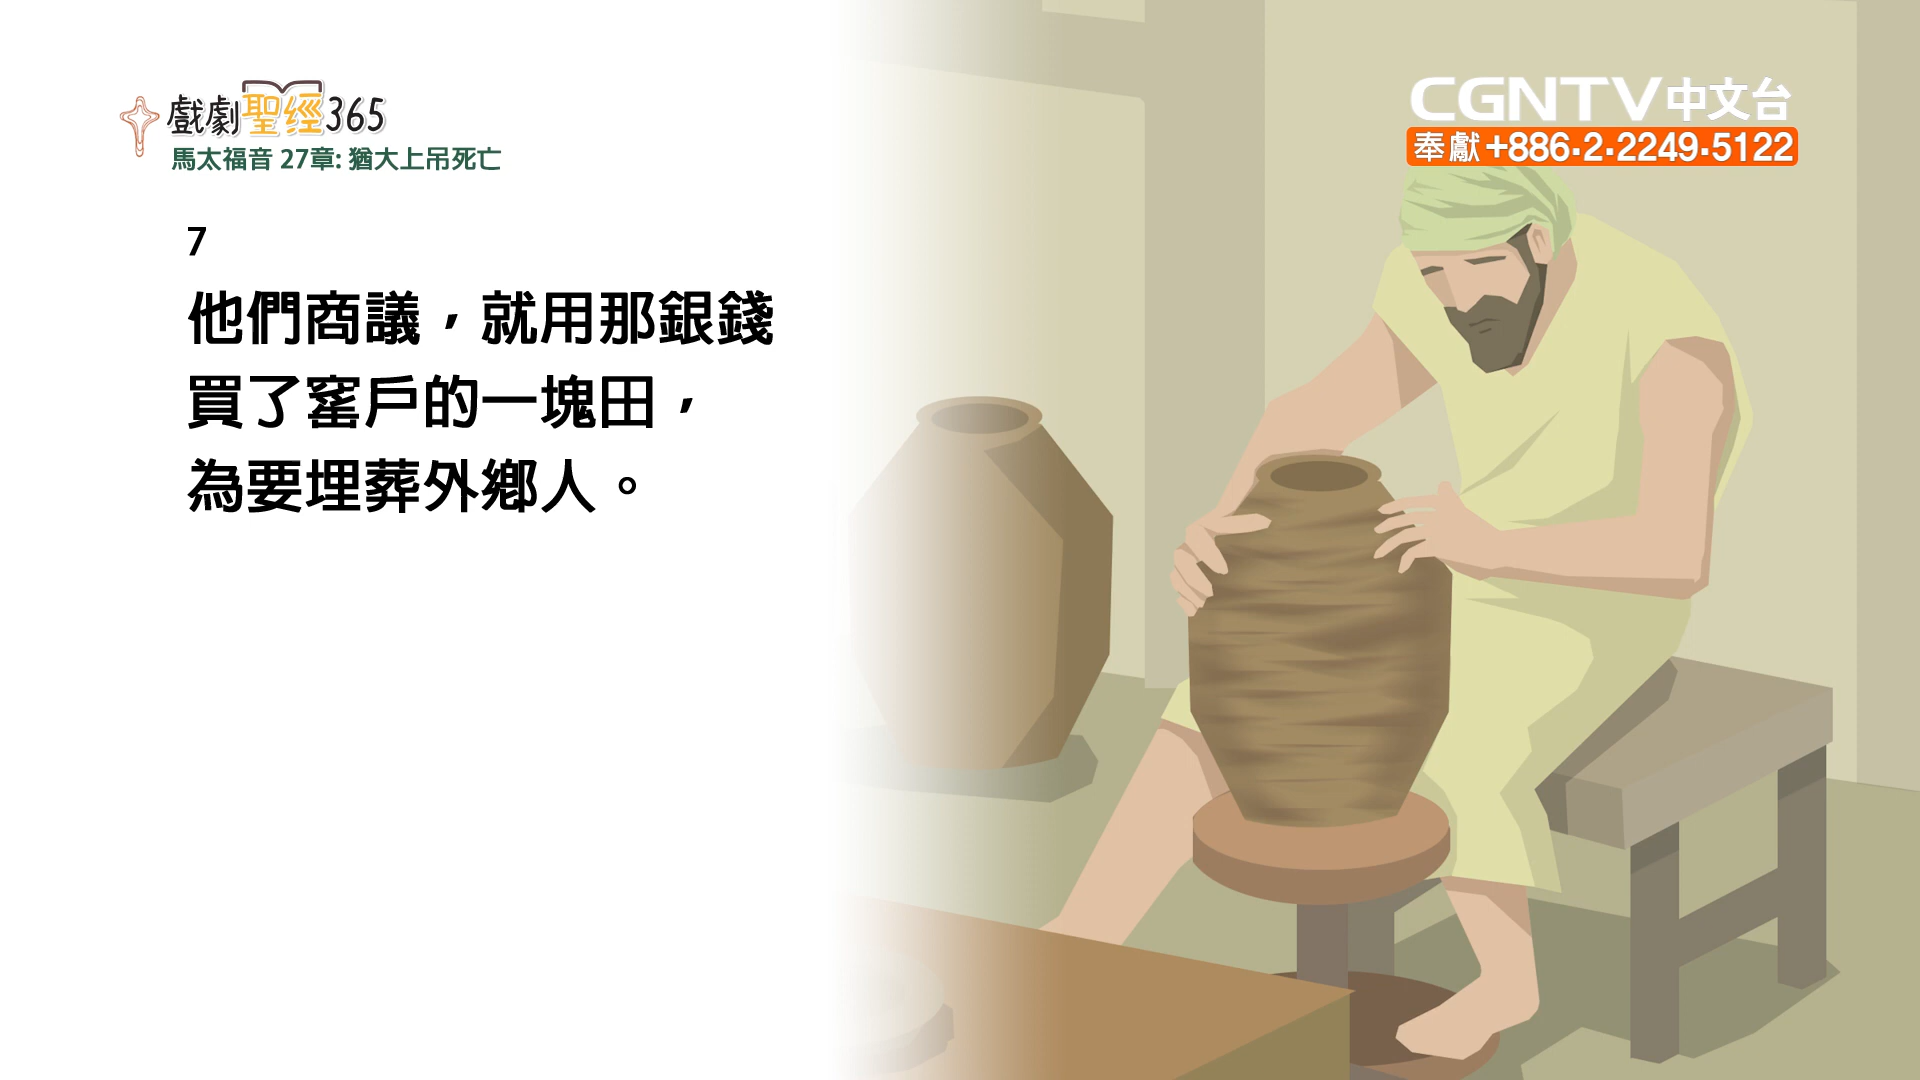 戲劇聖經365
馬太福音 27章: 猶大上吊死亡
CGNTV中文台
奉獻 +886·2·2249·5122
7
他們商議，就用那銀錢
買了窰戶的一塊田，
為要埋葬外鄉人。